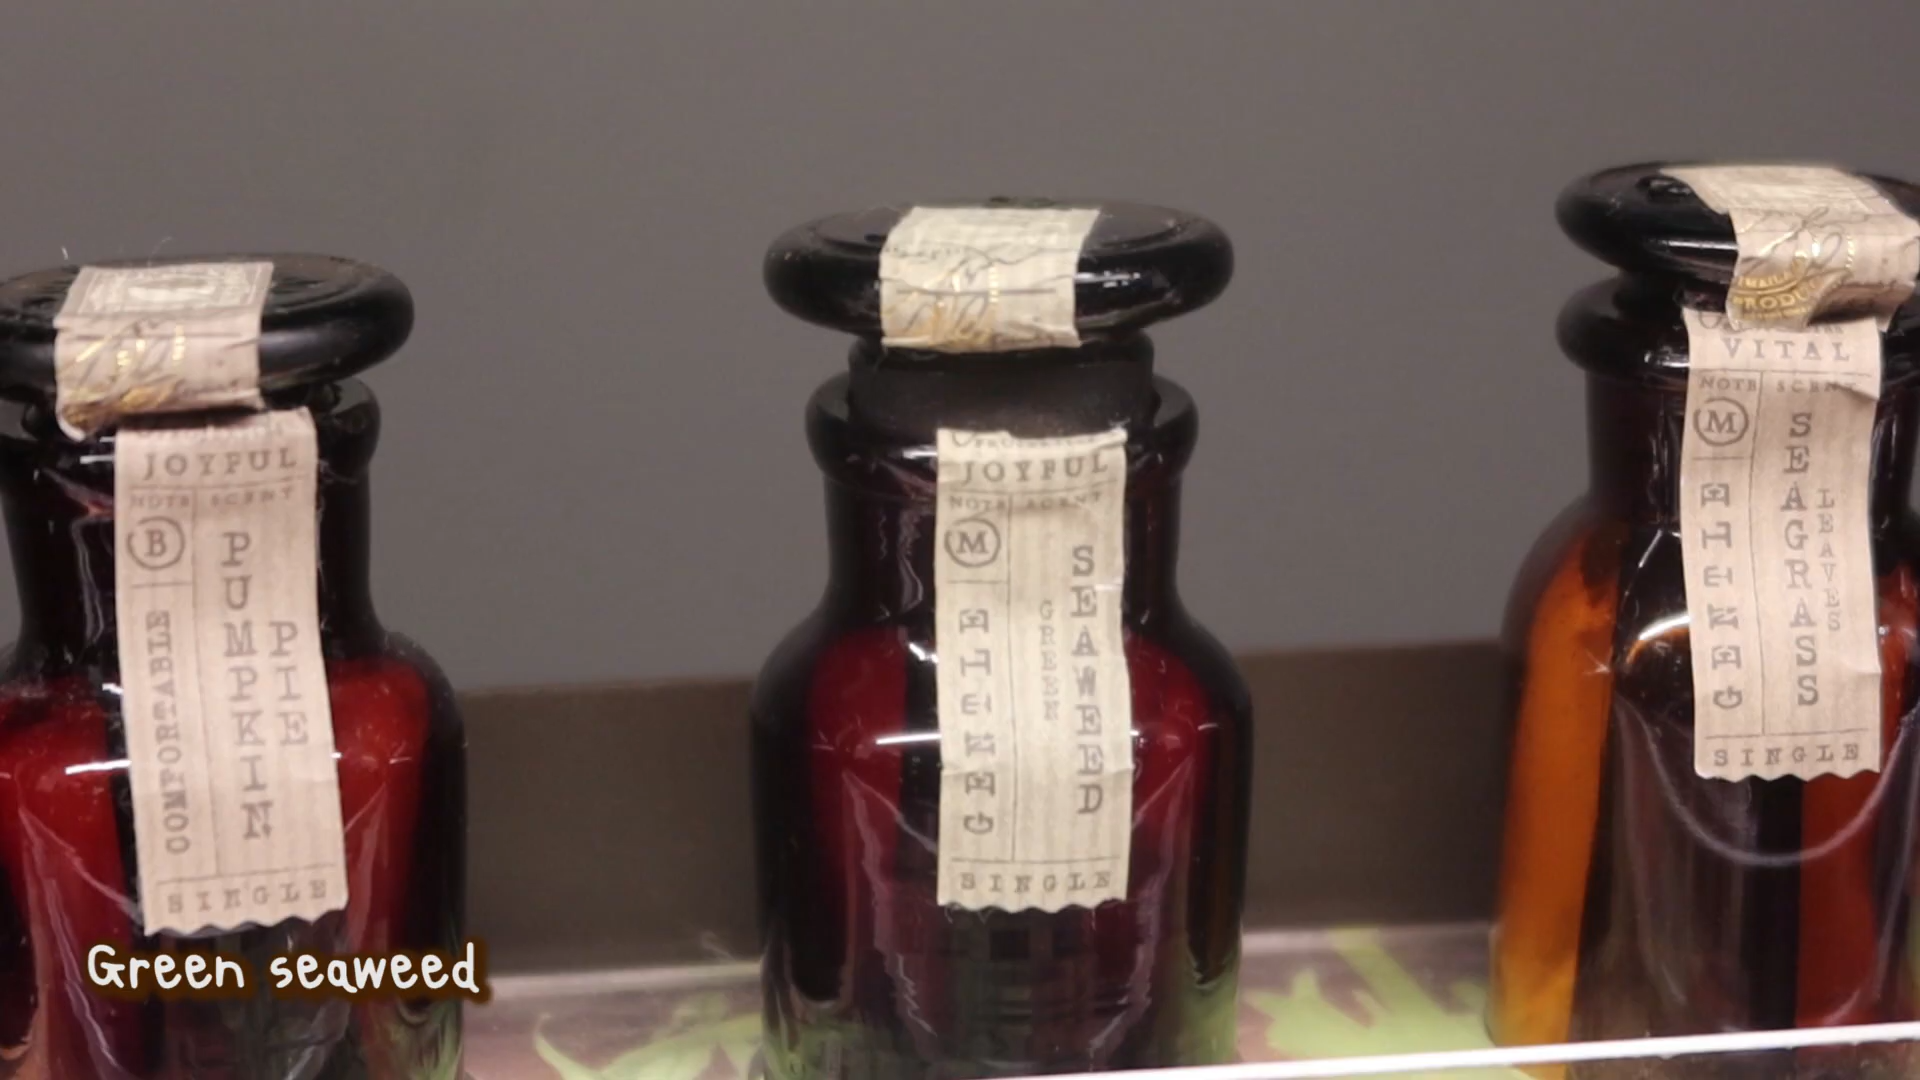 JOYFUL
NOTE SCENT
B
COMFORTABLE
PUMPKIN
PIE
SINGLE
JOYFUL
NOTE SCENT
M
GENTLE
GREEN
SEAWEED
SINGLE
PRODUC
VITAL
NOTE SCENT
M
GENTLE
SEAGRASS
LEAVES
SINGLE
Green seaweed